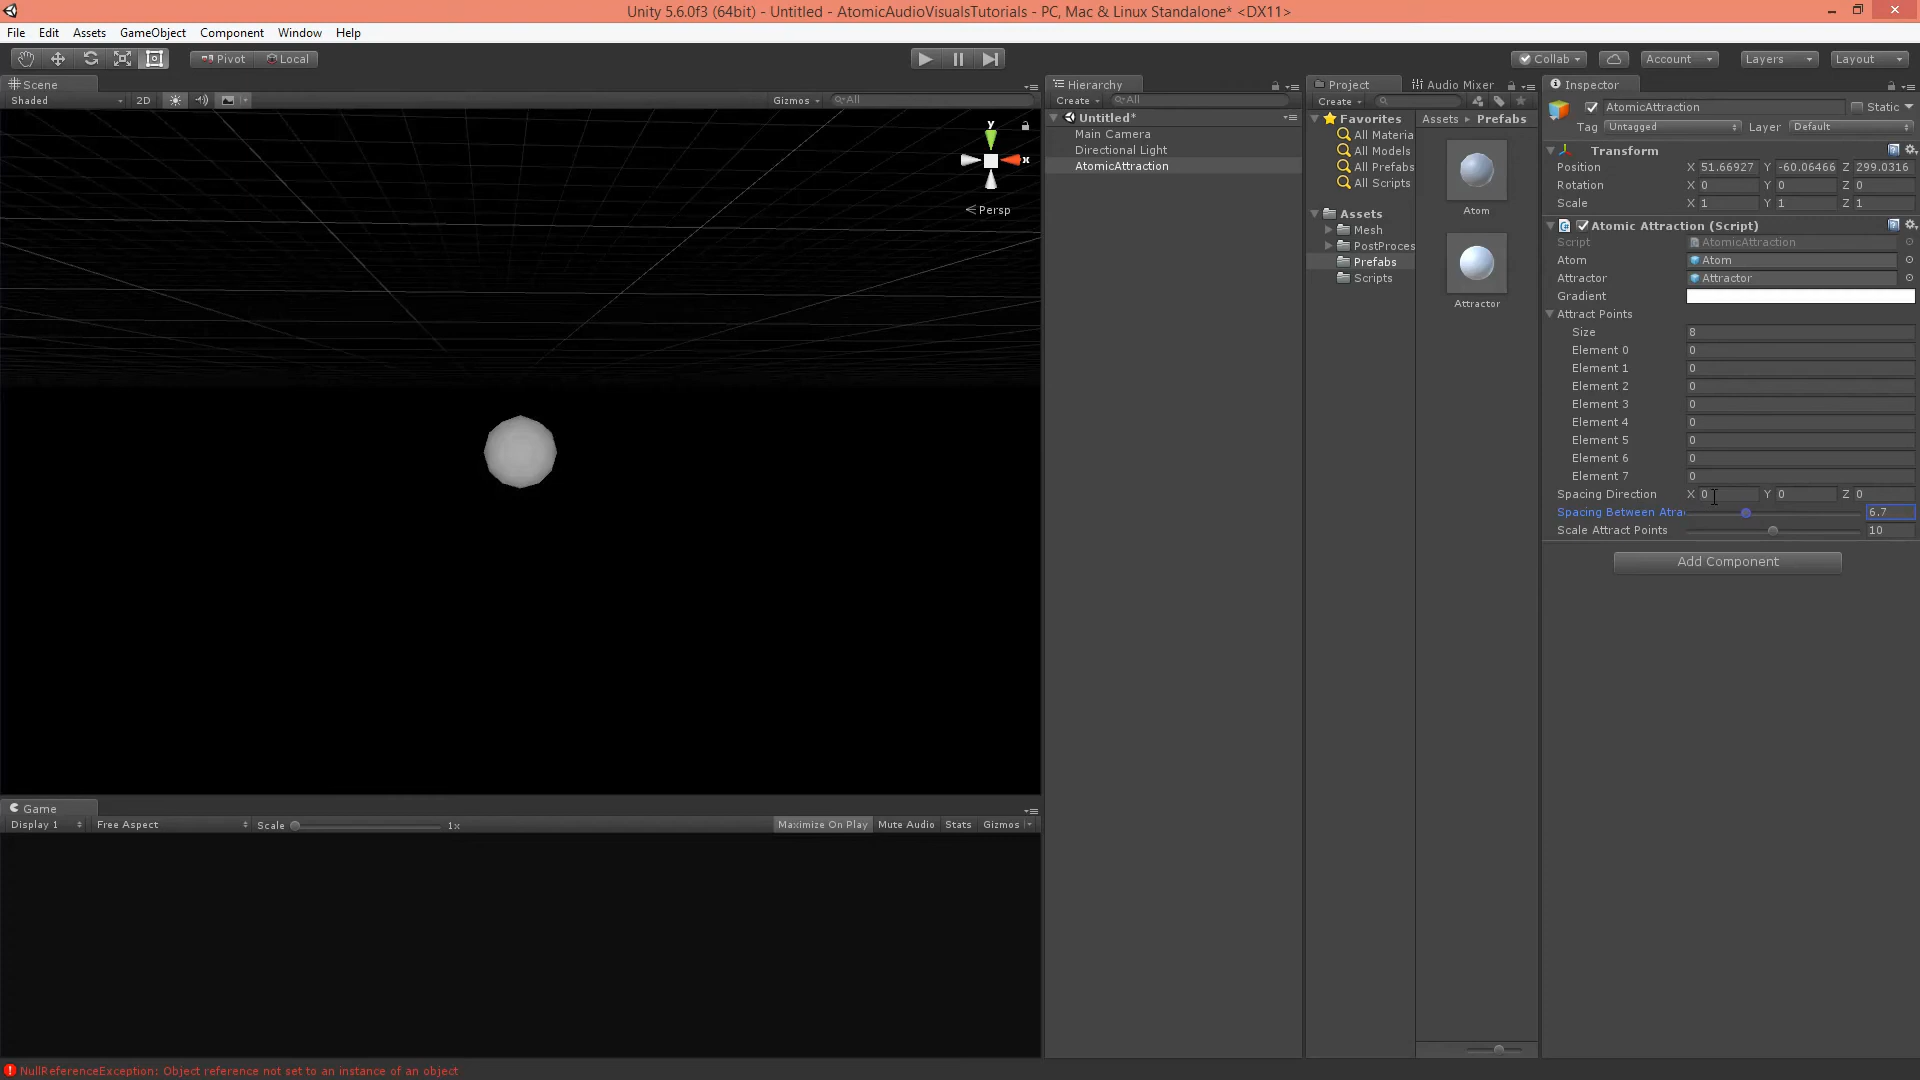 Unity 5.6.0f3 (64bit) - Untitled - AtomicAudioVisualsTutorials - PC, Mac & Linux Standalone* <DX11>
File Edit Assets GameObject Component Window Help
Pivot Local Collab Account Layers Layout
Scene
Shaded 2D Gizmos All
y
x
Persp
Hierarchy
Create All
Untitled*
Main Camera
Directional Light
AtomicAttraction
Project Audio Mixer
Create
Favorites
All Materia
All Models
All Prefabs
All Scripts
Assets
Mesh
PostProces
Prefabs
Scripts
Assets Prefabs
Atom
Attractor
Inspector
AtomicAttraction Static
Tag Untagged Layer Default
Transform
Position X 51.66927 Y -60.06466 Z 299.0316
Rotation X 0 Y 0 Z 0
Scale X 1 Y 1 Z 1
Atomic Attraction (Script)
Script AtomicAttraction
Atom Atom
Attractor Attractor
Gradient
Attract Points
Size 8
Element 0 0
Element 1 0
Element 2 0
Element 3 0
Element 4 0
Element 5 0
Element 6 0
Element 7 0
Spacing Direction X 0 Y 0 Z 0
Spacing Between Atra 6.7
Scale Attract Points 10
Add Component
Game
Display 1 Free Aspect Scale 1x Maximize On Play Mute Audio Stats Gizmos
NullReferenceException: Object reference not set to an instance of an object